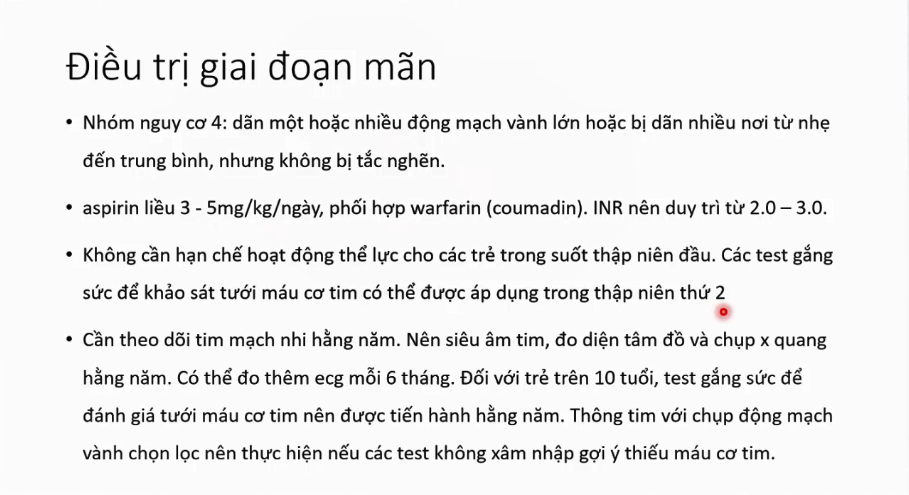 Điều trị giai đoạn mãn
• Nhóm nguy cơ 4: dãn một hoặc nhiều động mạch vành lớn hoặc bị dãn nhiều nơi từ nhẹ
đến trung bình, nhưng không bị tắc nghẽn.
• aspirin liều 3 - 5mg/kg/ngày, phối hợp warfarin (coumadin). INR nên duy trì từ 2.0 – 3.0.
• Không cần hạn chế hoạt động thể lực cho các trẻ trong suốt thập niên đầu. Các test gắng
sức để khảo sát tưới máu cơ tim có thể được áp dụng trong thập niên thứ 2
• Cần theo dõi tim mạch nhi hằng năm. Nên siêu âm tim, đo diện tâm đồ và chụp x quang
hằng năm. Có thể đo thêm ecg mỗi 6 tháng. Đối với trẻ trên 10 tuổi, test gắng sức để
đánh giá tưới máu cơ tim nên được tiến hành hằng năm. Thông tim với chụp động mạch
vành chọn lọc nên thực hiện nếu các test không xâm nhập gợi ý thiếu máu cơ tim.